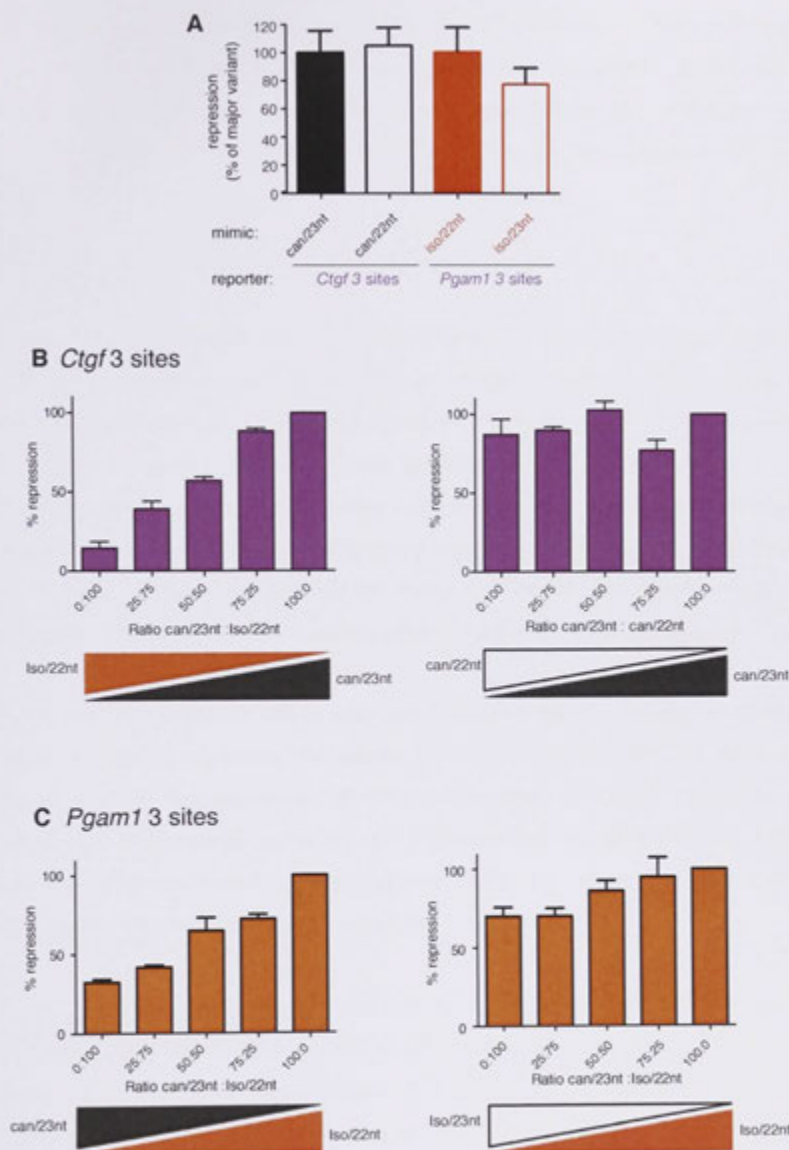 A
repression
(% of major variant)
120
100
80
60
40
20
0
mimic:
can/23nt
can/22nt
Iso/22nt
Iso/23nt
reporter:
Ctgf 3 sites
Pgam1 3 sites
B Ctgf 3 sites
% repression
100
50
0
0.100
25.75
50.50
75.25
100.0
Ratio can/23nt :Iso/22nt
Iso/22nt
can/23nt
% repression
100
50
0
0.100
25.75
50.50
75.25
100.0
Ratio can/23nt : can/22nt
can/22nt
can/23nt
C Pgam1 3 sites
% repression
100
50
0
0.100
25.75
50.50
75.25
100.0
Ratio can/23nt :Iso/22nt
can/23nt
Iso/22nt
% repression
100
50
0
0.100
25.75
50.50
75.25
100.0
Ratio can/23nt :Iso/22nt
Iso/23nt
Iso/22nt